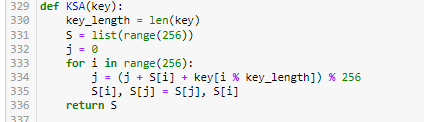 329 def KSA(key):
330     key_length = len(key)
331     S = list(range(256))
332     j = 0
333     for i in range(256):
334         j = (j + S[i] + key[i % key_length]) % 256
335         S[i], S[j] = S[j], S[i]
336     return S
337